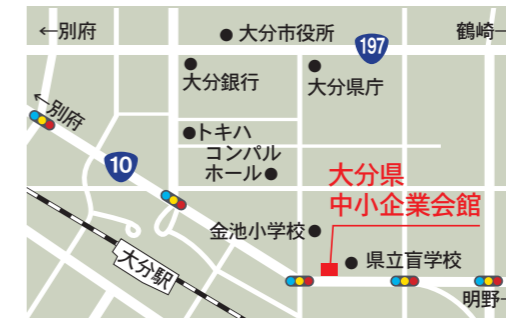 ←別府
●大分市役所
197
鶴崎
●
大分銀行
●
大分県庁
←別府
●トキハ
コンパル
ホール●
10
大分県
中小企業会館
金池小学校●
●県立盲学校
大分駅
明野